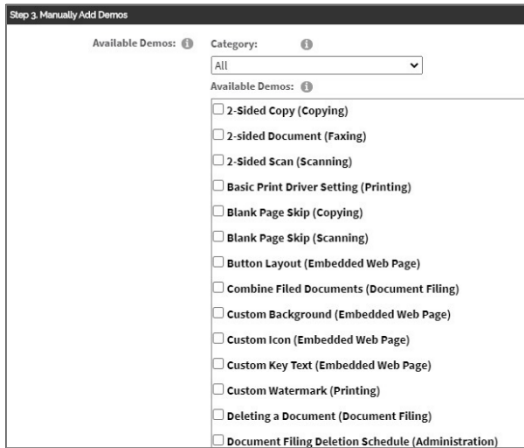 Step 3. Manually Add Demos
Available Demos: Category:
All
Available Demos:
2-Sided Copy (Copying)
2-sided Document (Faxing)
2-Sided Scan (Scanning)
Basic Print Driver Setting (Printing)
Blank Page Skip (Copying)
Blank Page Skip (Scanning)
Button Layout (Embedded Web Page)
Combine Filed Documents (Document Filing)
Custom Background (Embedded Web Page)
Custom Icon (Embedded Web Page)
Custom Key Text (Embedded Web Page)
Custom Watermark (Printing)
Deleting a Document (Document Filing)
Document Filing Deletion Schedule (Administration)